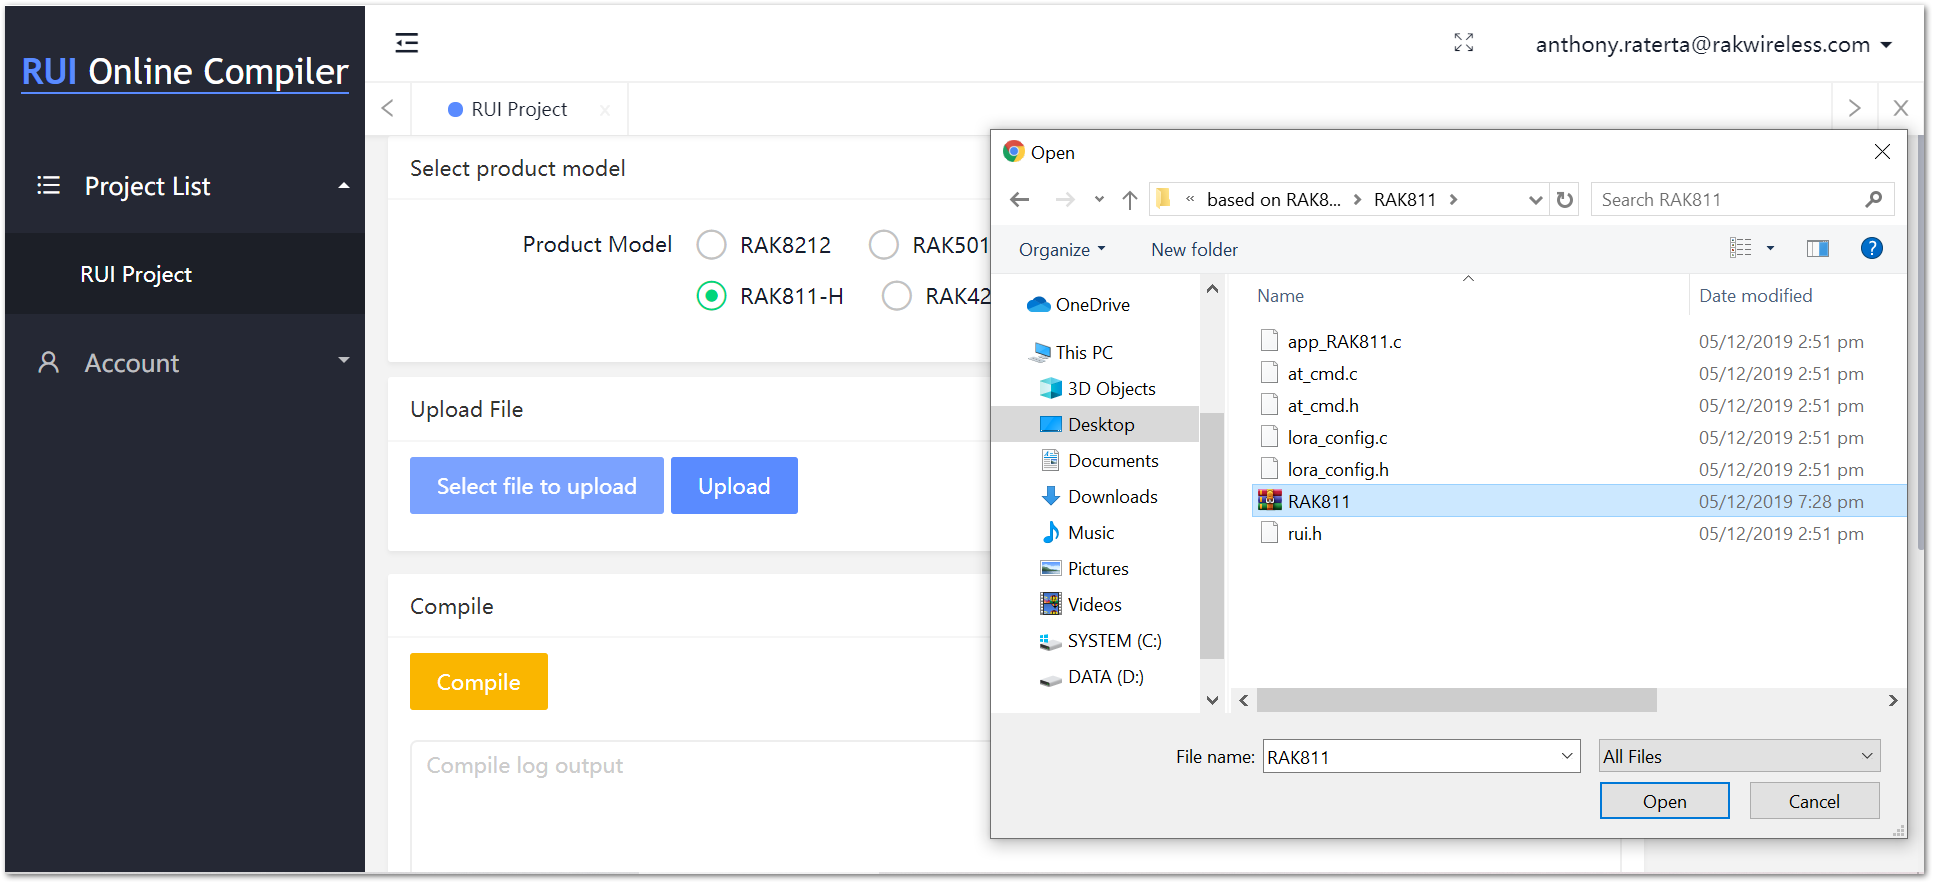 RUI Online Compiler
Project List
RUI Project
Account
anthony.raterta@rakwireless.com
RUI Project
Select product model
Product Model
RAK8212
RAK501
RAK811-H
RAK42
Upload File
Select file to upload
Upload
Compile
Compile
Compile log output
Open
« based on RAK8... > RAK811 >
Search RAK811
Organize
New folder
OneDrive
This PC
3D Objects
Desktop
Documents
Downloads
Music
Pictures
Videos
SYSTEM (C:)
DATA (D:)
Name Date modified
app_RAK811.c 05/12/2019 2:51 pm
at_cmd.c 05/12/2019 2:51 pm
at_cmd.h 05/12/2019 2:51 pm
lora_config.c 05/12/2019 2:51 pm
lora_config.h 05/12/2019 2:51 pm
RAK811 05/12/2019 7:28 pm
rui.h 05/12/2019 2:51 pm
File name: RAK811
All Files
Open
Cancel